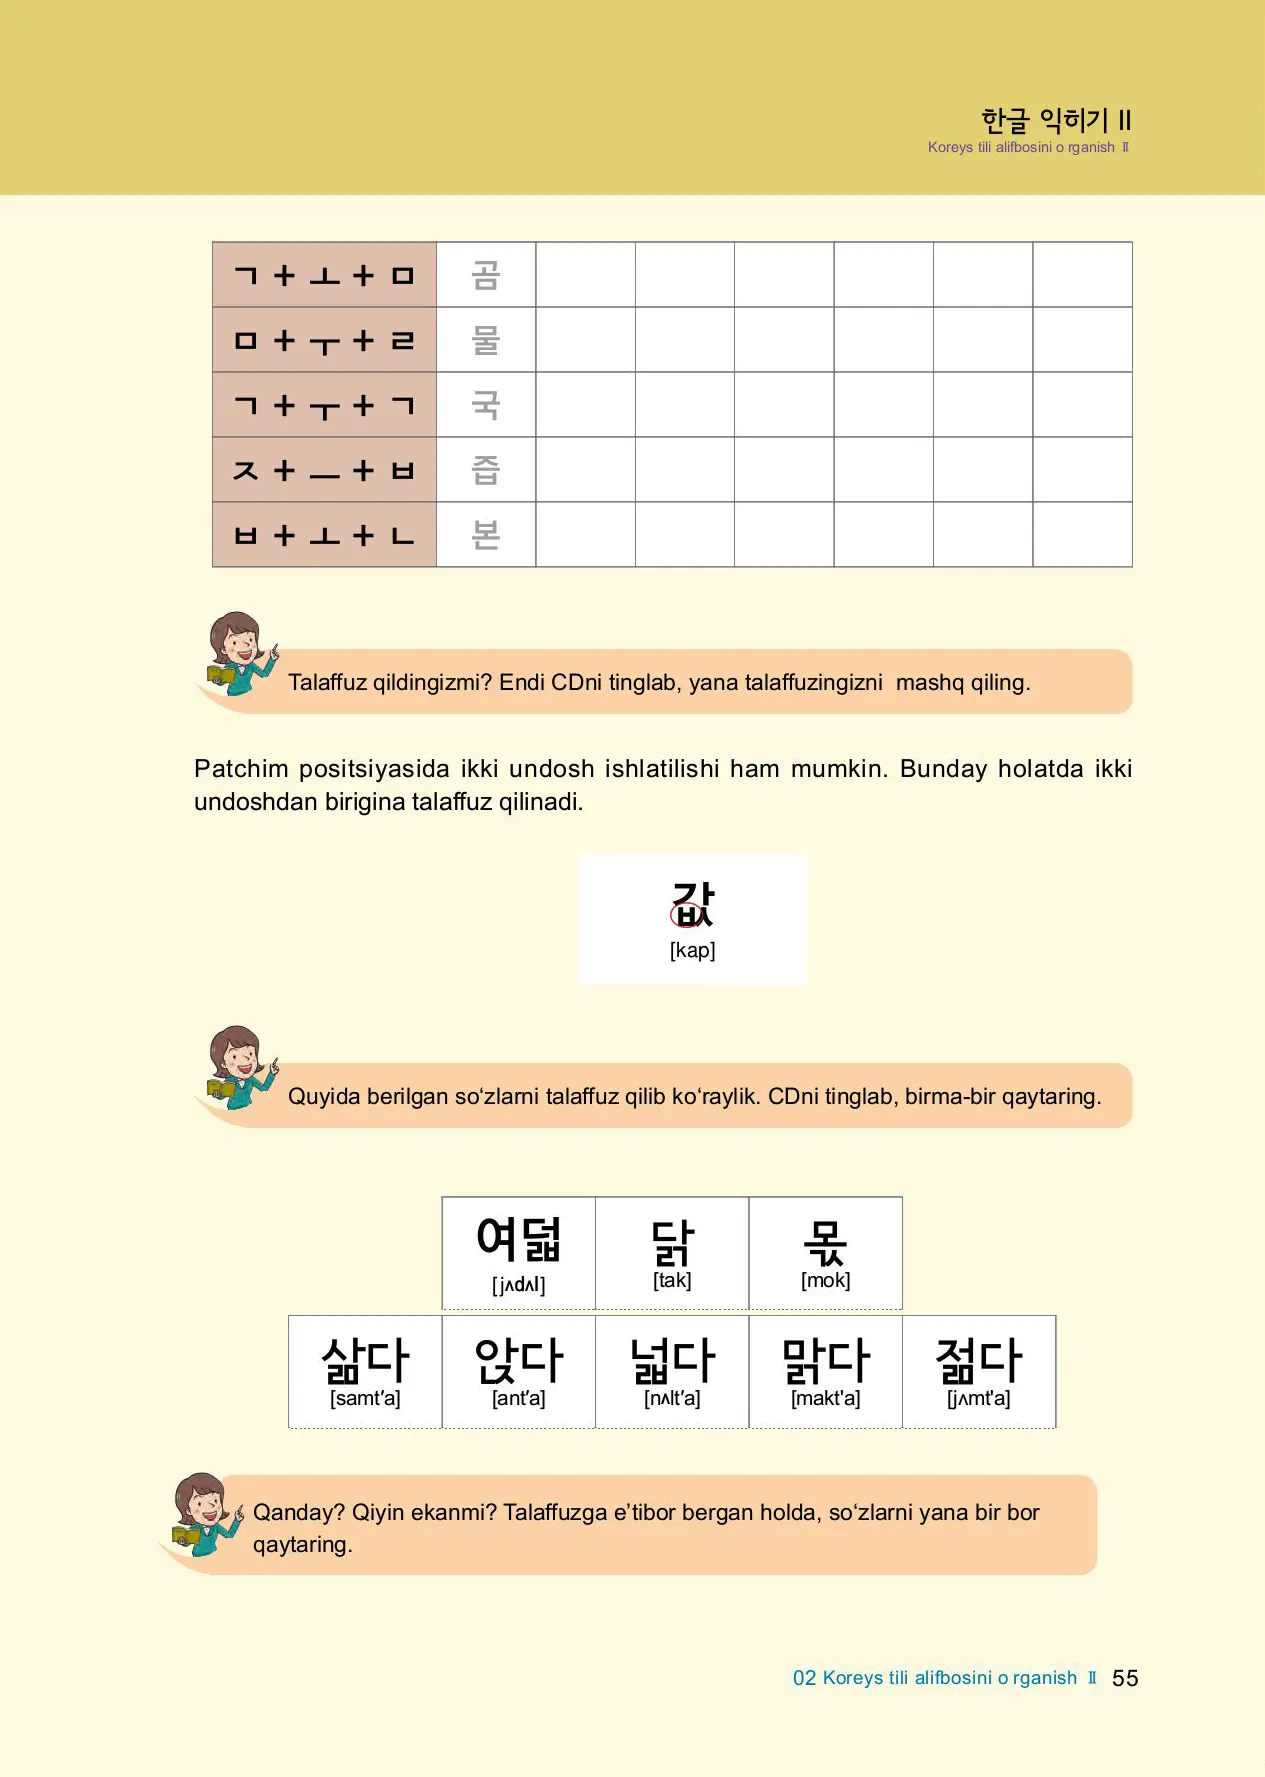 한글 익히기 II
Koreys tili alifbosini o rganish Ⅱ
ㄱ + ㅗ + ㅁ 곰
ㅁ + ㅜ + ㄹ 물
ㄱ + ㅜ + ㄱ 국
ㅈ + ㅡ + ㅂ 즙
ㅂ + ㅗ + ㄴ 본
Talaffuz qildingizmi? Endi CDni tinglab, yana talaffuzingizni mashq qiling.
Patchim positsiyasida ikki undosh ishlatilishi ham mumkin. Bunday holatda ikki
undoshdan birigina talaffuz qilinadi.
값
[kap]
Quyida berilgan so‘zlarni talaffuz qilib ko‘raylik. CDni tinglab, birma-bir qaytaring.
여덟 닭 몫
[jʌdʌl] [tak] [mok]
삶다 앉다 넓다 맑다 젊다
[samt′a] [ant′a] [nʌlt′a] [makt'a] [jʌmt'a]
Qanday? Qiyin ekanmi? Talaffuzga e’tibor bergan holda, so‘zlarni yana bir bor
qaytaring.
02 Koreys tili alifbosini o rganish Ⅱ 55